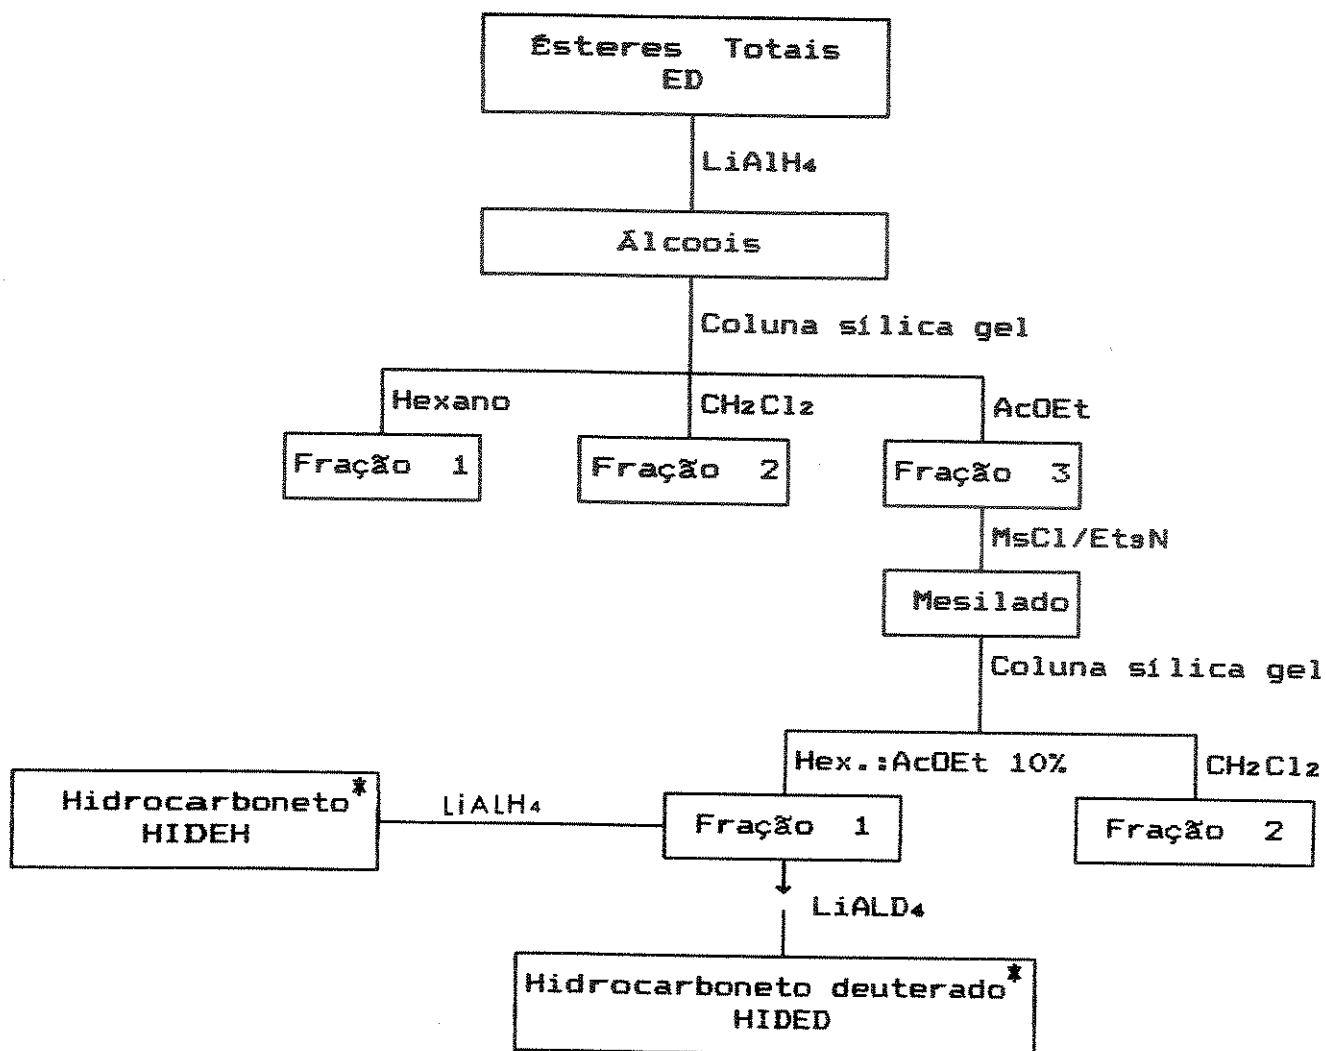 Ésteres Totais
ED
LiAlH₄
Álcoois
Coluna sílica gel
Hexano
CH₂Cl₂
AcOEt
Fração 1
Fração 2
Fração 3
MsCl/Et₃N
Mesilado
Coluna sílica gel
Hex.:AcOEt 10%
CH₂Cl₂
Hidrocarboneto*
HIDEH
LiALH₄
Fração 1
Fração 2
LiALD₄
Hidrocarboneto deuterado*
HIDED